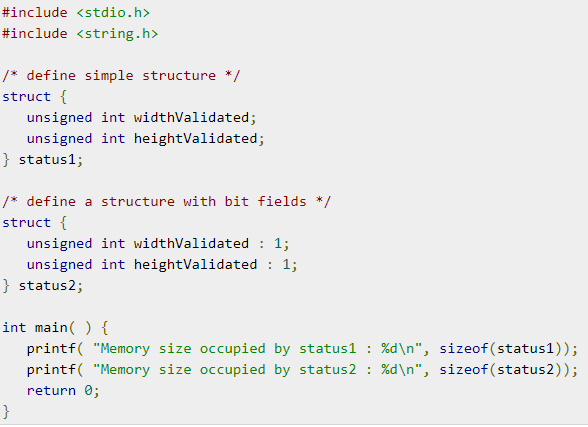 #include <stdio.h>
#include <string.h>

/* define simple structure */
struct {
   unsigned int widthValidated;
   unsigned int heightValidated;
} status1;

/* define a structure with bit fields */
struct {
   unsigned int widthValidated : 1;
   unsigned int heightValidated : 1;
} status2;

int main( ) {
   printf( "Memory size occupied by status1 : %d\n", sizeof(status1));
   printf( "Memory size occupied by status2 : %d\n", sizeof(status2));
   return 0;
}